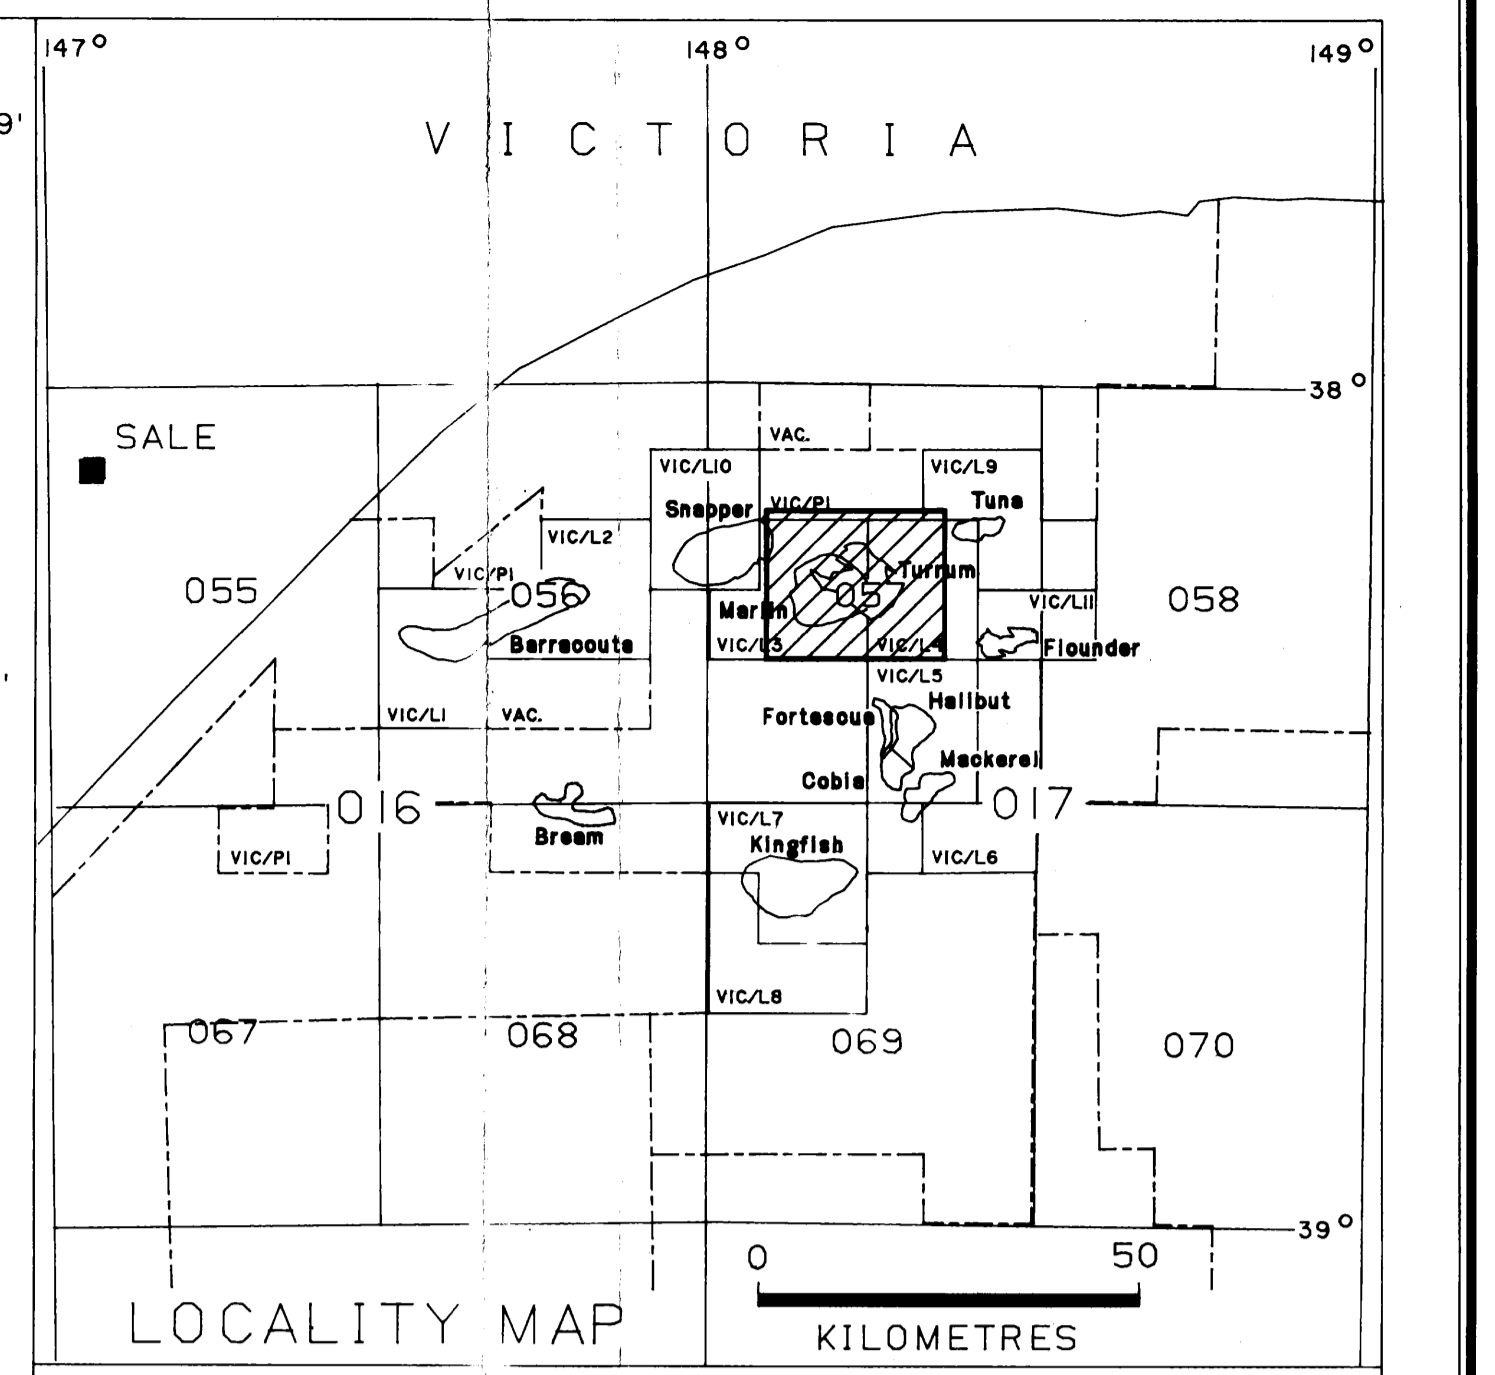 147° 148° 149°
9'
VICTORIA
38°
SALE
VAC.
VIC/L10 VIC/L9
Snapper VIC/P1 Tuna
VIC/L2
VIC/P1 Turrum
055 056 05 058
Marlin VIC/L11
Barracouta VIC/L3 VIC/L4 Flounder
VIC/L5
Halibut
VIC/L1 VAC. Fortescue
Mackerel
Cobia
016 017
VIC/L7
Bream Kingfish
VIC/P1 VIC/L6
VIC/L8
067 068 069 070
39°
0 50
LOCALITY MAP KILOMETRES